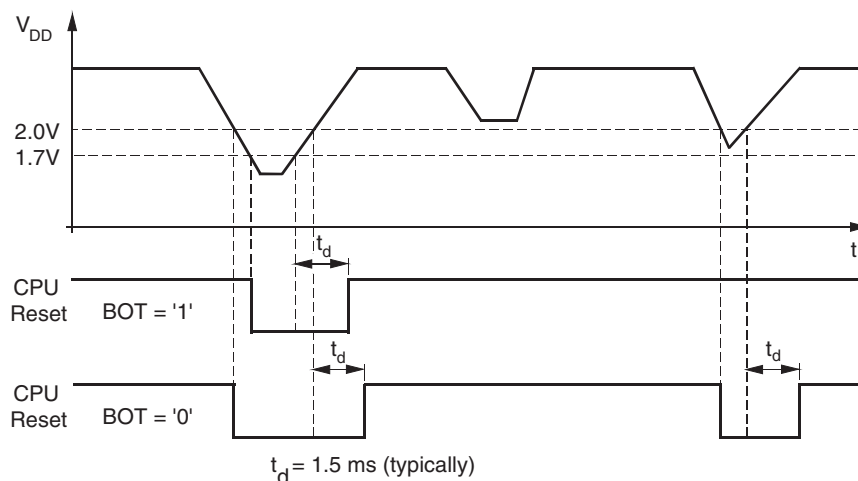 V_DD
2.0V
1.7V
t
t_d
CPU
Reset
BOT = '1'
t_d
t_d
CPU
Reset
BOT = '0'
t_d = 1.5 ms (typically)